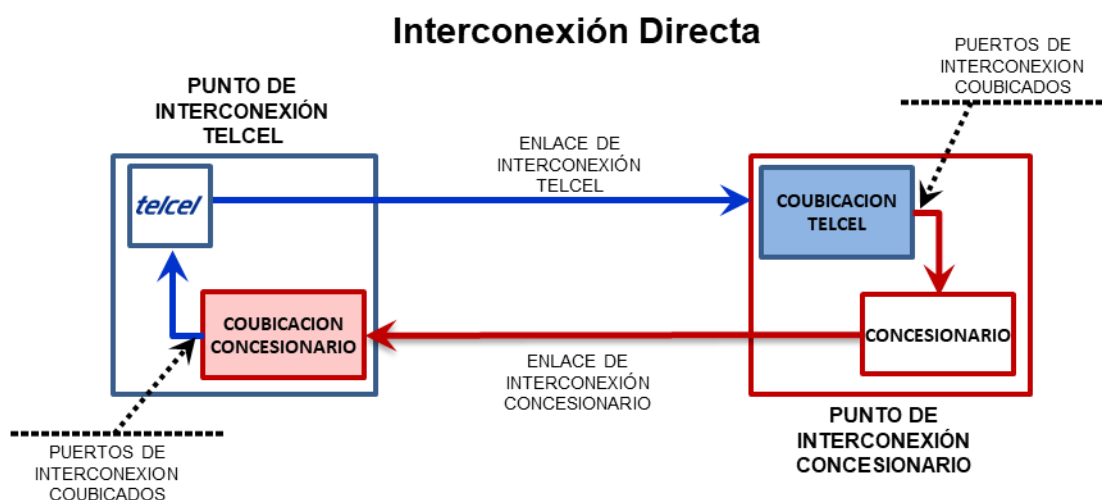 Interconexión Directa
PUERTOS DE
INTERCONEXION
COUBICADOS
PUNTO DE
INTERCONEXIÓN
TELCEL
ENLACE DE
INTERCONEXIÓN
TELCEL
telcel
COUBICACION
TELCEL
COUBICACION
CONCESIONARIO
CONCESIONARIO
ENLACE DE
INTERCONEXIÓN
CONCESIONARIO
PUNTO DE
INTERCONEXIÓN
CONCESIONARIO
PUERTOS DE
INTERCONEXION
COUBICADOS